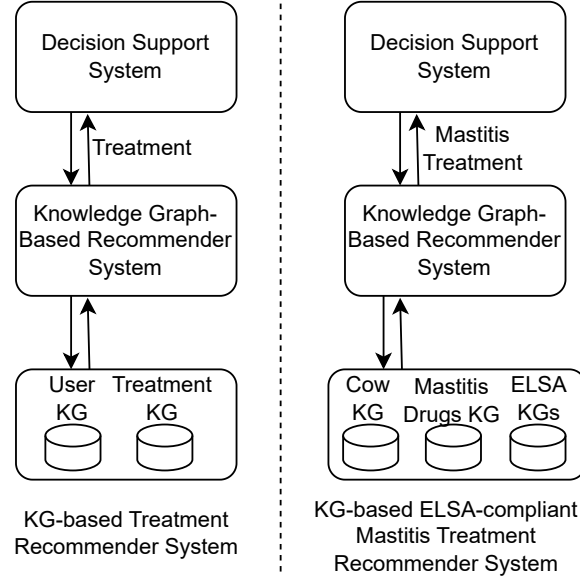 Decision Support
System
Treatment
Knowledge Graph-
Based Recommender
System
User
KG
Treatment
KG
KG-based Treatment
Recommender System
Decision Support
System
Mastitis
Treatment
Knowledge Graph-
Based Recommender
System
Cow
KG
Mastitis
Drugs KG
ELSA
KGs
KG-based ELSA-compliant
Mastitis Treatment
Recommender System